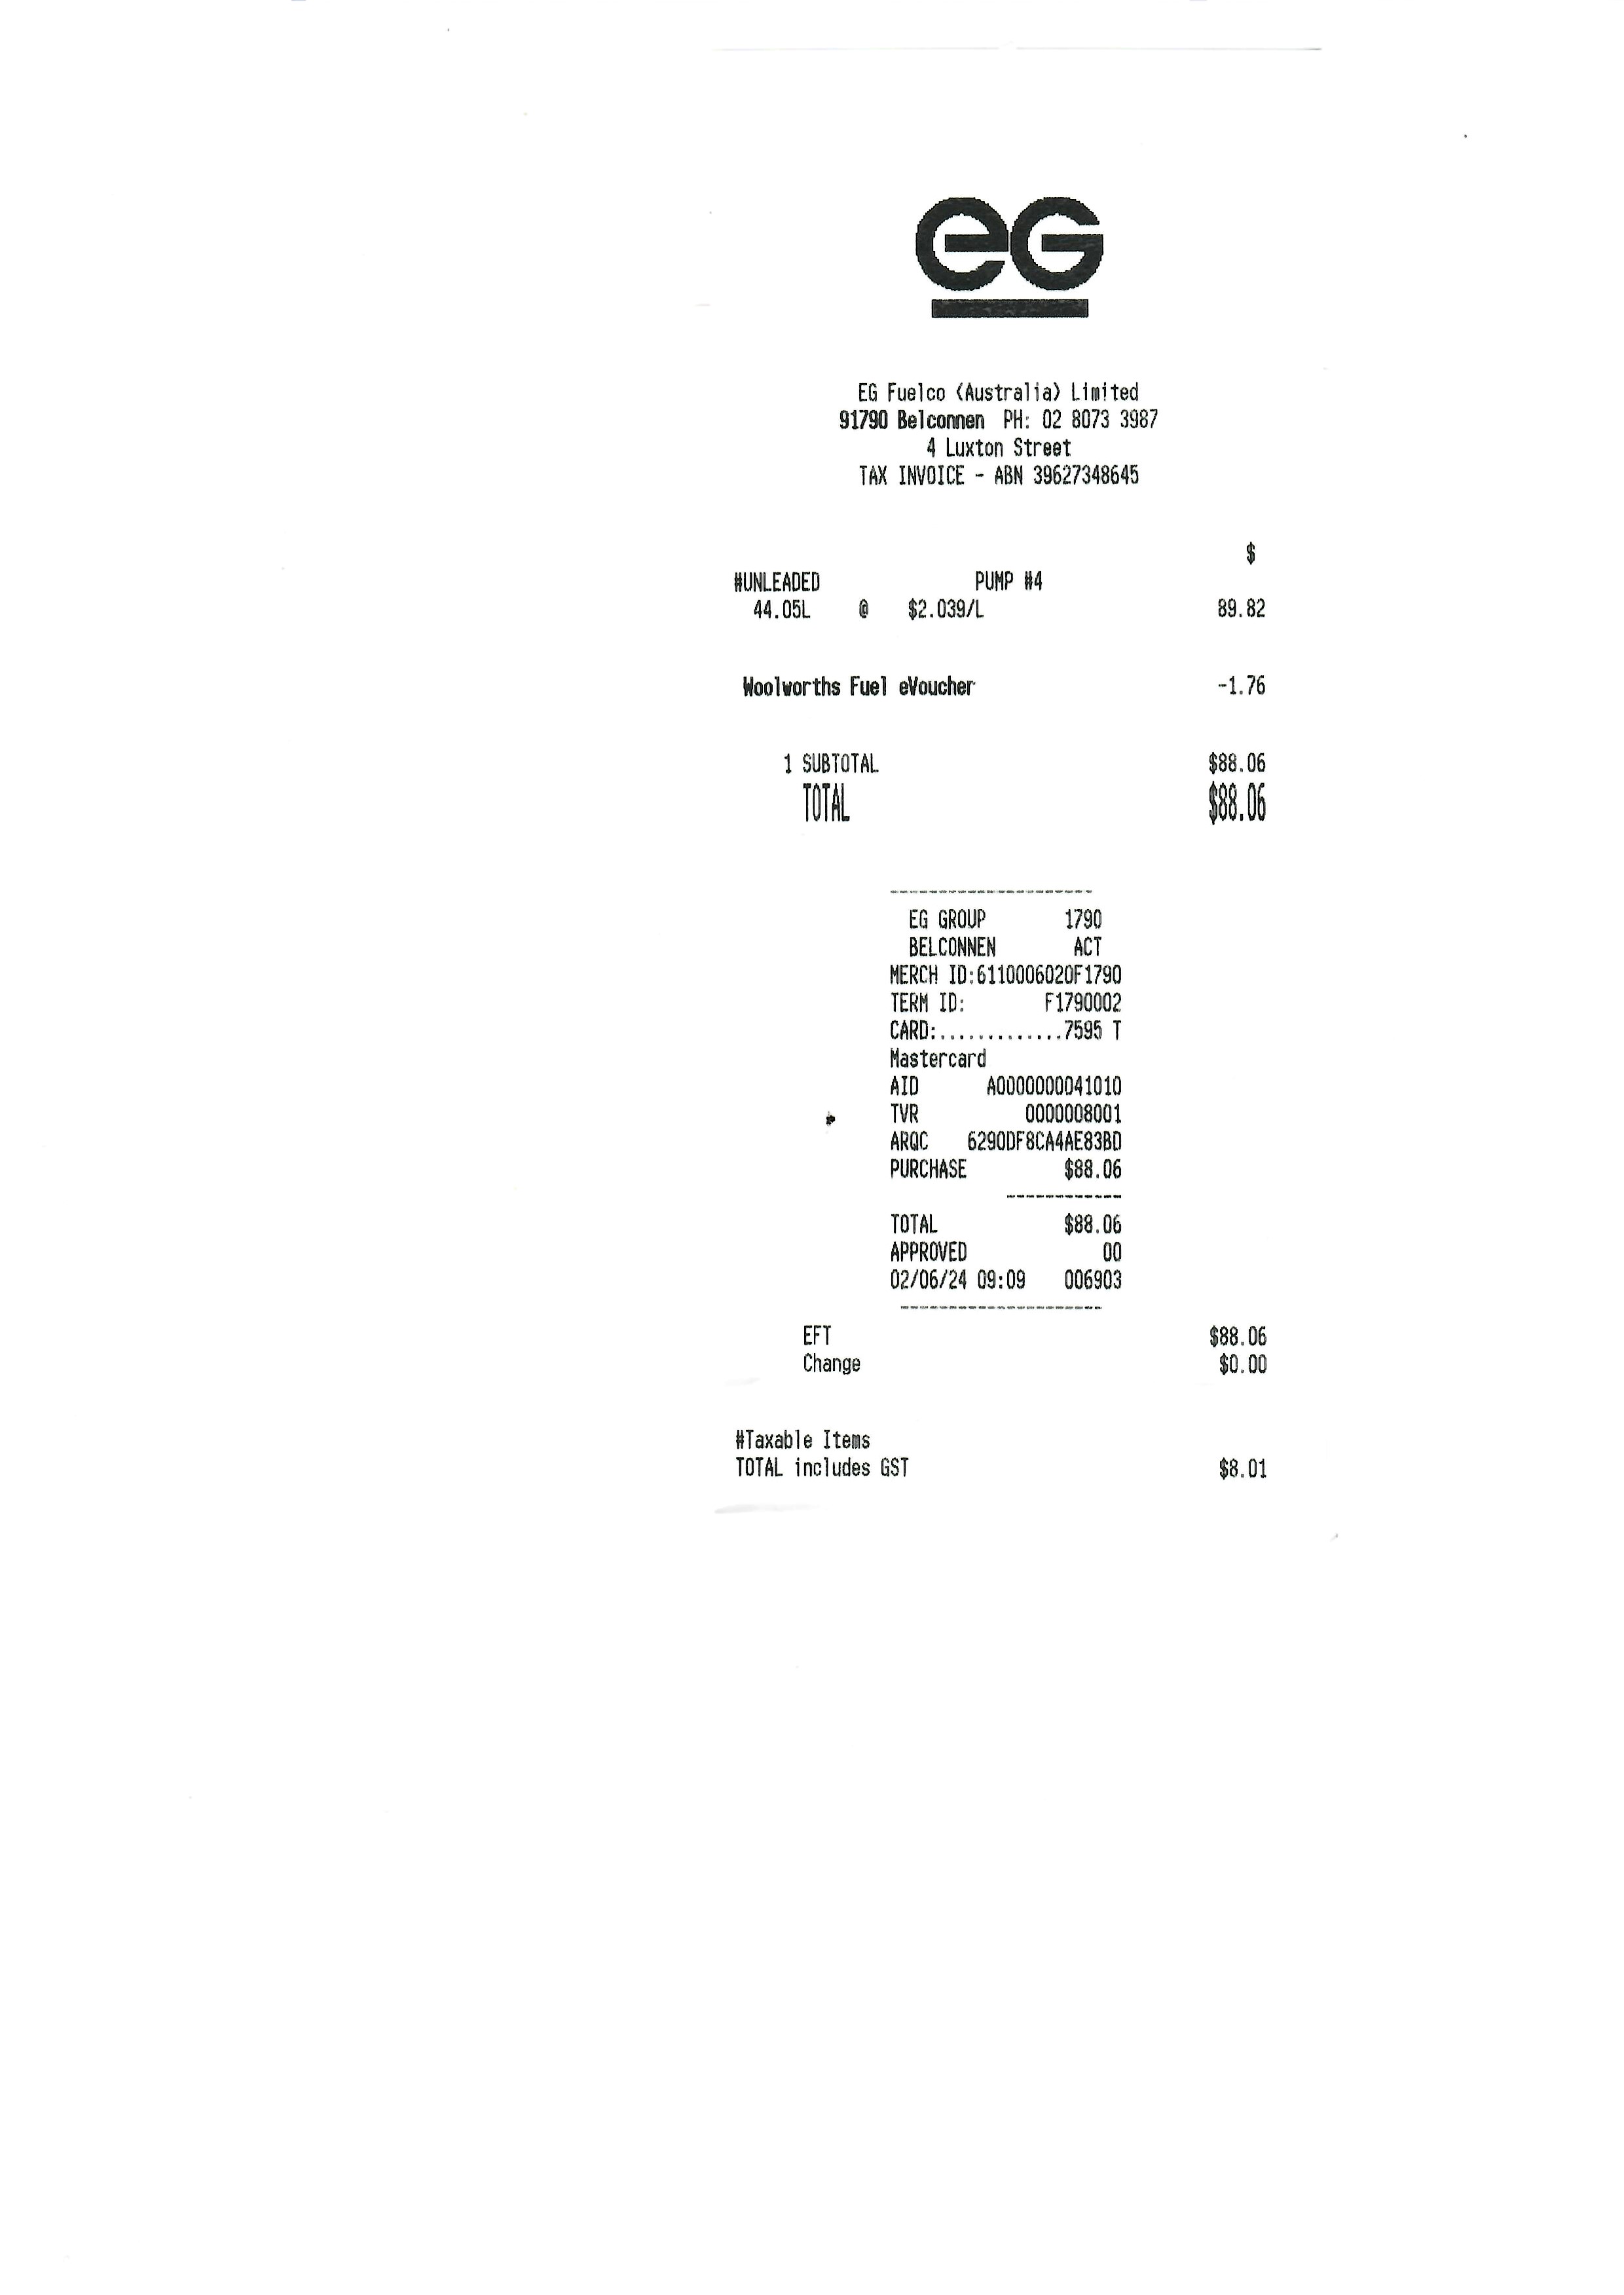 eG
EG Fuelco (Australia) Limited
91790 Belconnen PH: 02 8073 3987
4 Luxton Street
TAX INVOICE - ABN 39627348645
$
#UNLEADED PUMP #4
44.05L @ $2.039/L 89.82
Woolworths Fuel eVoucher -1.76
1 SUBTOTAL $88.06
TOTAL $88.06
---------------------
EG GROUP 1790
BELCONNEN ACT
MERCH ID:6110006020F1790
TERM ID: F1790002
CARD:.............7595 T
Mastercard
AID A0000000041010
TVR 0000008001
ARQC 6290DF8CA4AE83BD
PURCHASE $88.06
------------
TOTAL $88.06
APPROVED 00
02/06/24 09:09 006903
---------------------
EFT $88.06
Change $0.00
#Taxable Items
TOTAL includes GST $8.01